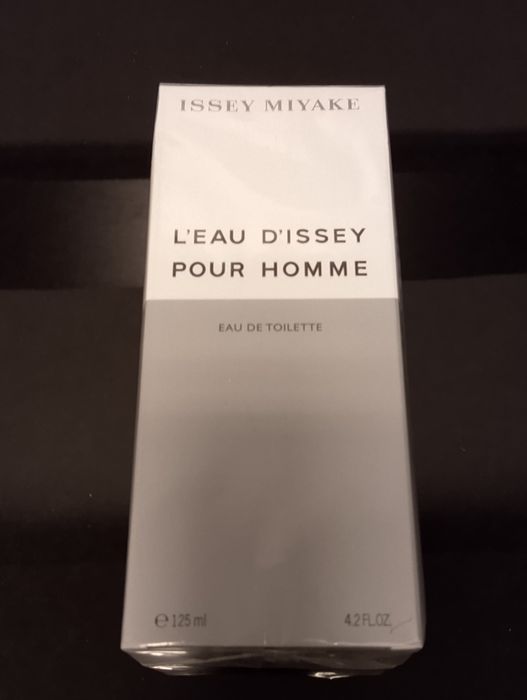 ISSEY MIYAKE
L'EAU D'ISSEY
POUR HOMME
EAU DE TOILETTE
℮ 125 ml 4.2 FL.OZ.